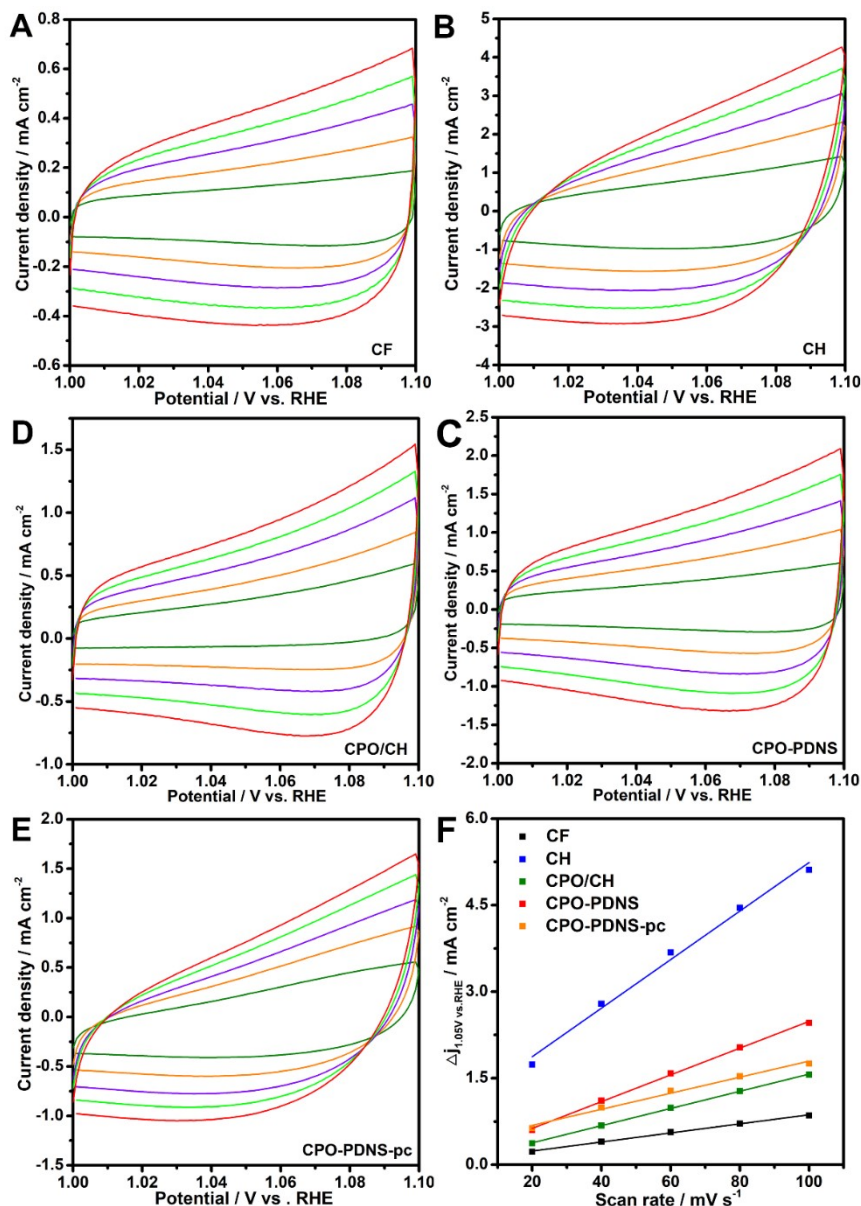 A
Current density / mA cm⁻²
0.8
0.6
0.4
0.2
0.0
-0.2
-0.4
-0.6
1.00 1.02 1.04 1.06 1.08 1.10
Potential / V vs. RHE
CF
B
Current density / mA cm⁻²
5
4
3
2
1
0
-1
-2
-3
-4
1.00 1.02 1.04 1.06 1.08 1.10
Potential / V vs. RHE
CH
D
Current density / mA cm⁻²
1.5
1.0
0.5
0.0
-0.5
-1.0
1.00 1.02 1.04 1.06 1.08 1.10
Potential / V vs. RHE
CPO/CH
C
Current density / mA cm⁻²
2.5
2.0
1.5
1.0
0.5
0.0
-0.5
-1.0
-1.5
-2.0
1.00 1.02 1.04 1.06 1.08 1.10
Potential / V vs. RHE
CPO-PDNS
E
Current density / mA cm⁻²
2.0
1.5
1.0
0.5
0.0
-0.5
-1.0
-1.5
1.00 1.02 1.04 1.06 1.08 1.10
Potential / V vs . RHE
CPO-PDNS-pc
F
△j1.05V vs.RHE / mA cm⁻²
6.0
4.5
3.0
1.5
0.0
CF
CH
CPO/CH
CPO-PDNS
CPO-PDNS-pc
20 40 60 80 100
Scan rate / mV s⁻¹